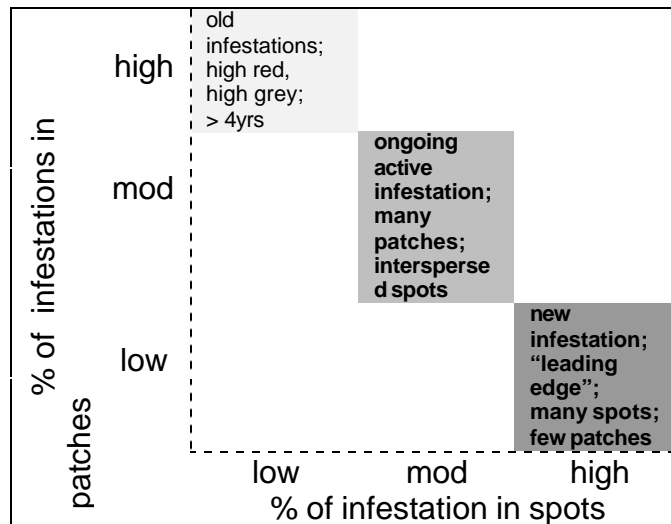 % of infestations in
patches
high
mod
low
old
infestations;
high red,
high grey;
> 4yrs
ongoing
active
infestation;
many
patches;
intersperse
d spots
new
infestation;
“leading
edge”;
many spots;
few patches
low mod high
% of infestation in spots